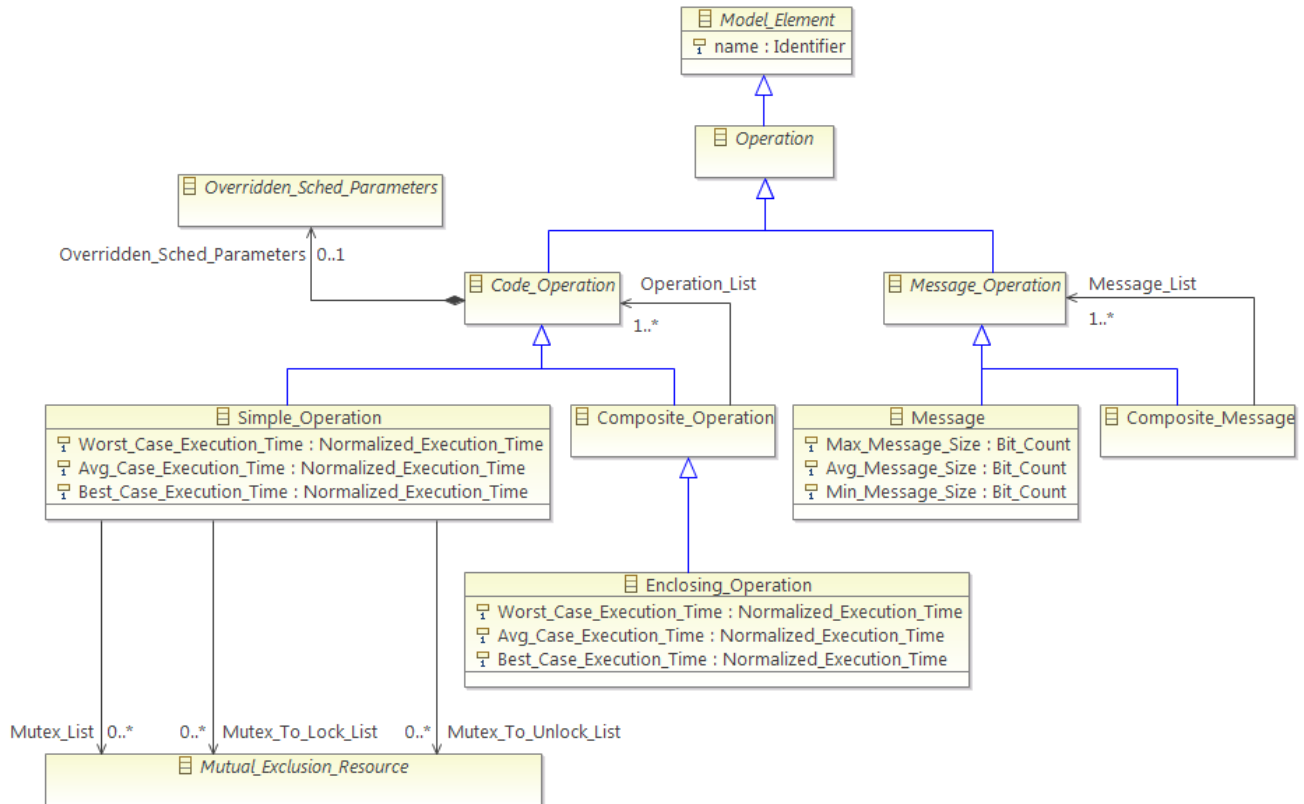 Model_Element
name : Identifier
Operation
Overridden_Sched_Parameters
Overridden_Sched_Parameters 0..1
Code_Operation
Operation_List
1..*
Message_Operation
Message_List
1..*
Simple_Operation
Worst_Case_Execution_Time : Normalized_Execution_Time
Avg_Case_Execution_Time : Normalized_Execution_Time
Best_Case_Execution_Time : Normalized_Execution_Time
Composite_Operation
Message
Max_Message_Size : Bit_Count
Avg_Message_Size : Bit_Count
Min_Message_Size : Bit_Count
Composite_Message
Enclosing_Operation
Worst_Case_Execution_Time : Normalized_Execution_Time
Avg_Case_Execution_Time : Normalized_Execution_Time
Best_Case_Execution_Time : Normalized_Execution_Time
Mutex_List 0..*
0..* Mutex_To_Lock_List
0..* Mutex_To_Unlock_List
Mutual_Exclusion_Resource